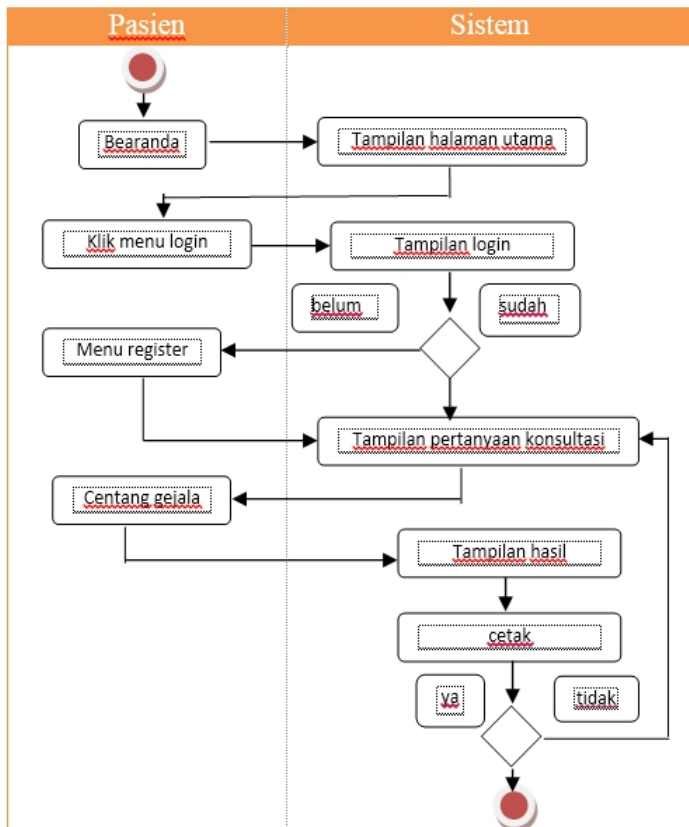 Pasien
Sistem
Bearanda
Tampilan halaman utama
Klik menu login
Tampilan login
belum
sudah
Menu register
Tampilan pertanyaan konsultasi
Centang gejala
Tampilan hasil
cetak
ya
tidak